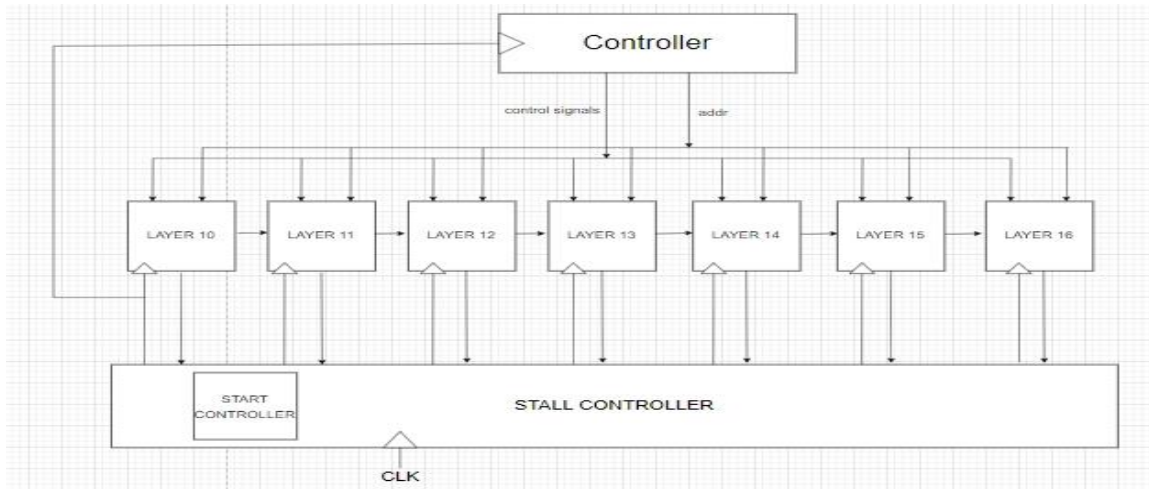 Controller
control signals
addr
LAYER 10
LAYER 11
LAYER 12
LAYER 13
LAYER 14
LAYER 15
LAYER 16
START
CONTROLLER
STALL CONTROLLER
CLK